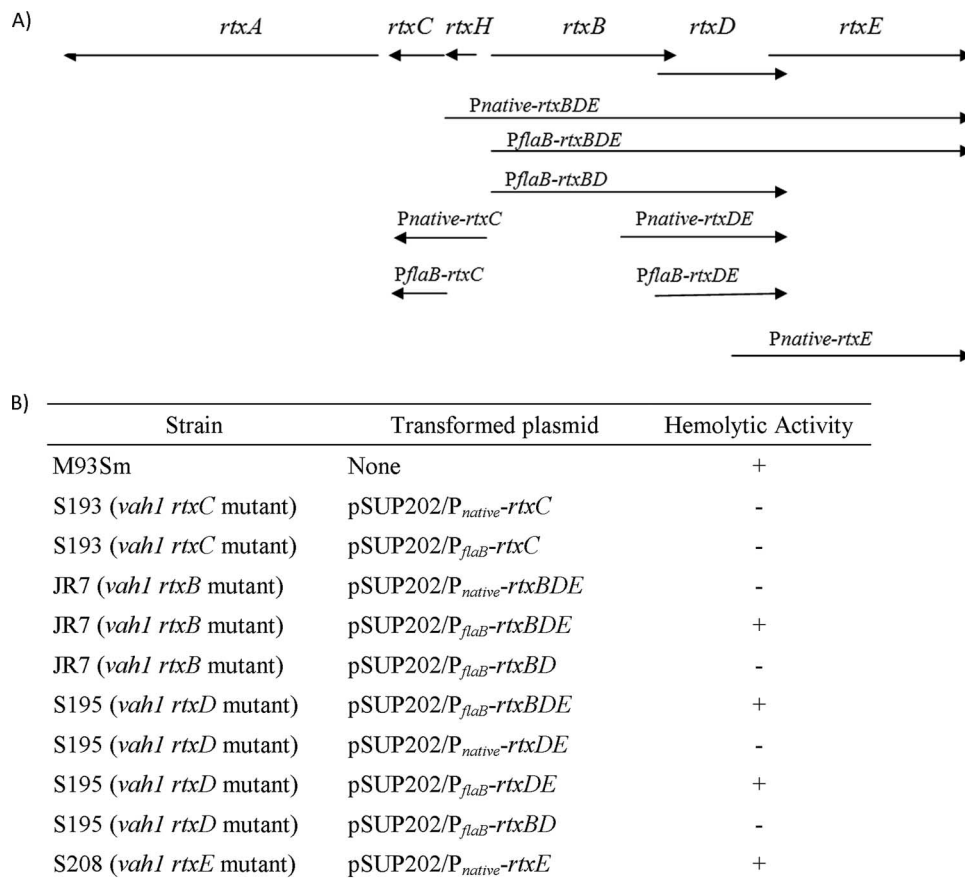 A)
rtxA rtxC rtxH rtxB rtxD rtxE
Pnative-rtxBDE
PflaB-rtxBDE
PflaB-rtxBD
Pnative-rtxC Pnative-rtxDE
PflaB-rtxC PflaB-rtxDE
Pnative-rtxE
B)
Strain Transformed plasmid Hemolytic Activity
M93Sm None +
S193 (vah1 rtxC mutant) pSUP202/Pnative-rtxC -
S193 (vah1 rtxC mutant) pSUP202/PflaB-rtxC -
JR7 (vah1 rtxB mutant) pSUP202/Pnative-rtxBDE -
JR7 (vah1 rtxB mutant) pSUP202/PflaB-rtxBDE +
JR7 (vah1 rtxB mutant) pSUP202/PflaB-rtxBD -
S195 (vah1 rtxD mutant) pSUP202/PflaB-rtxBDE +
S195 (vah1 rtxD mutant) pSUP202/Pnative-rtxDE -
S195 (vah1 rtxD mutant) pSUP202/PflaB-rtxDE +
S195 (vah1 rtxD mutant) pSUP202/PflaB-rtxBD -
S208 (vah1 rtxE mutant) pSUP202/Pnative-rtxE +